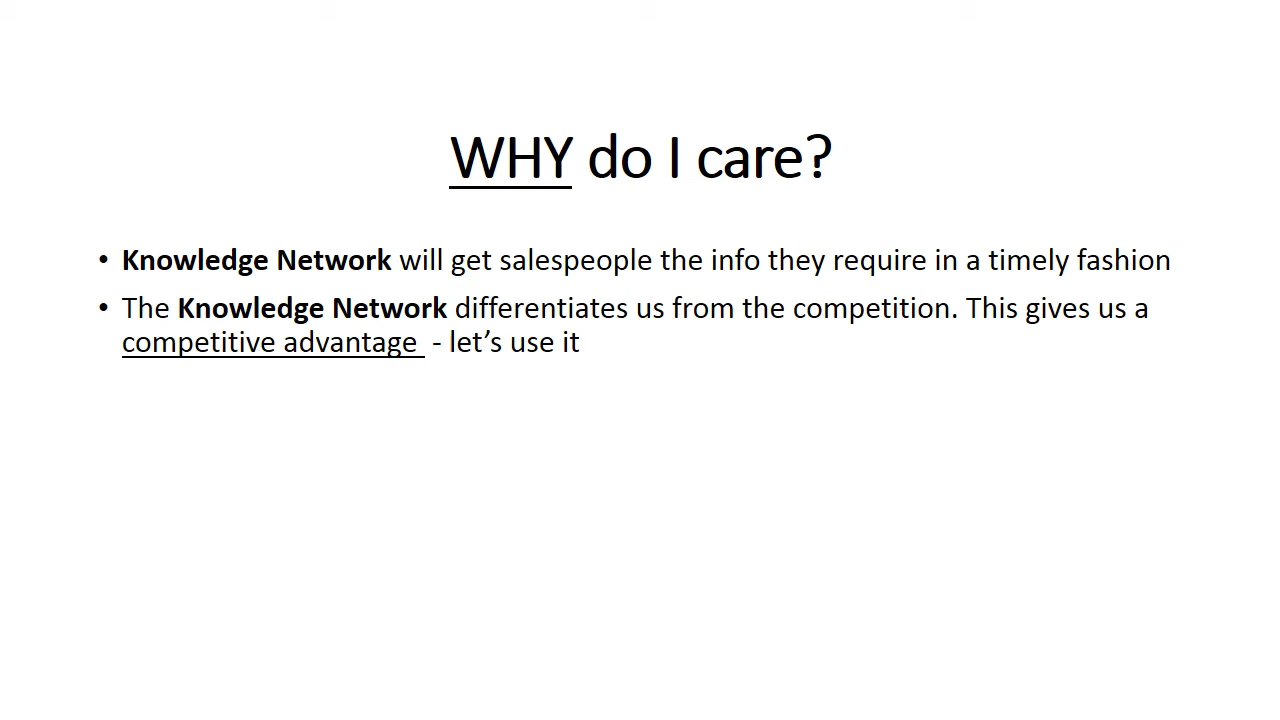 WHY do I care?
• Knowledge Network will get salespeople the info they require in a timely fashion
• The Knowledge Network differentiates us from the competition. This gives us a
competitive advantage - let’s use it